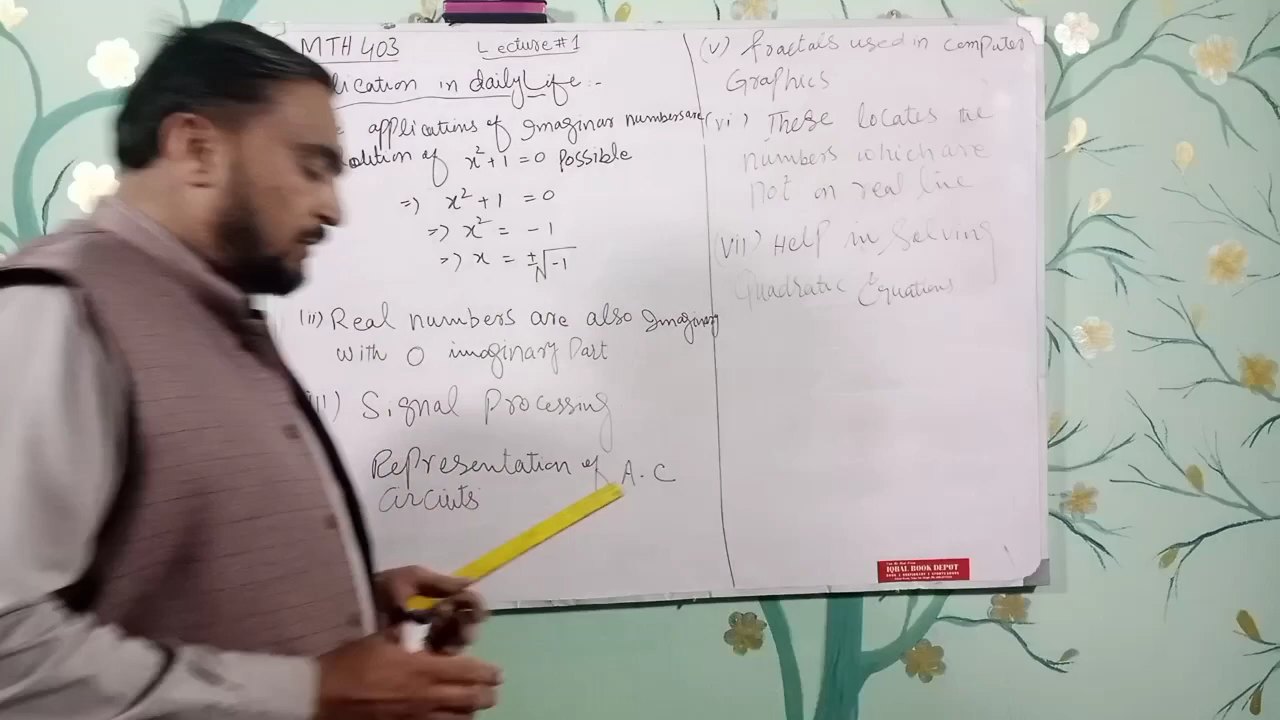 MTH 403 Lecture #1
lication in daily Life :-
applications of Imaginar numbers are
olution of x²+1=0 Possible
=> x²+1 = 0
=> x² = -1
=> x = ±√-1
(ii) Real numbers are also Imaginary
with 0 imaginary Part
ii) Signal Processing
Representation of A.C
circuits
(v) fractals used in computer
Graphics
(vi) These locates the
numbers which are
not on real line
(vii) Help in Solving
Quadratic Equations
IQBAL BOOK DEPOT